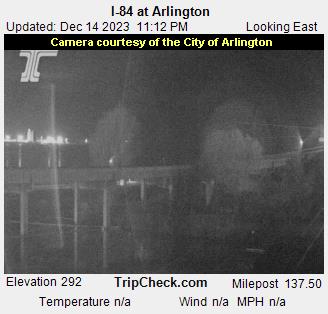 I-84 at Arlington
Updated: Dec 14 2023 11:12 PM Looking East
Camera courtesy of the City of Arlington
Elevation 292 TripCheck.com Milepost 137.50
Temperature n/a Wind n/a MPH n/a